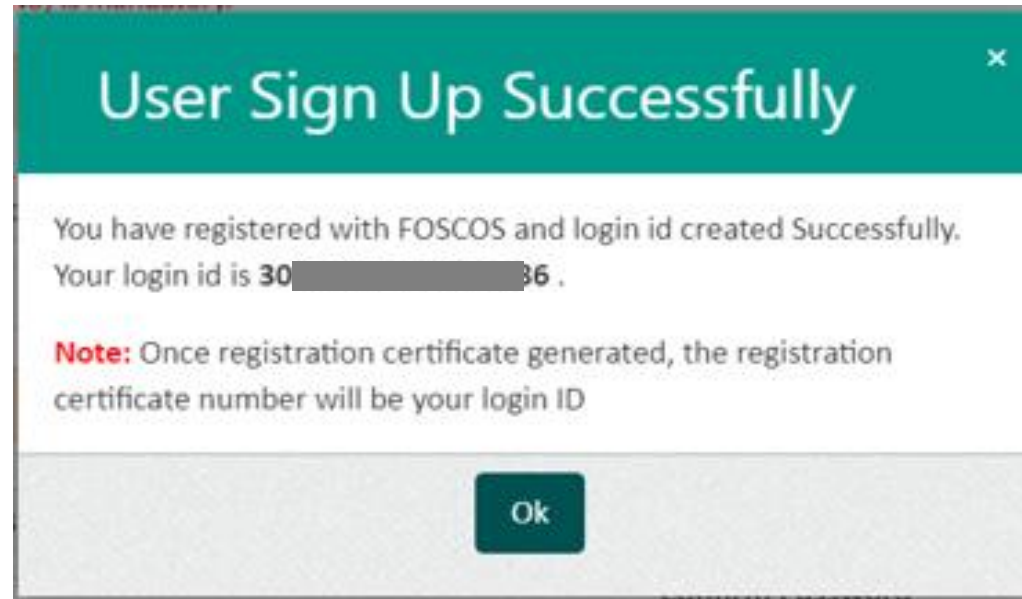 User Sign Up Successfully
×
You have registered with FOSCOS and login id created Successfully.
Your login id is 30 36 .
Note: Once registration certificate generated, the registration
certificate number will be your login ID
Ok